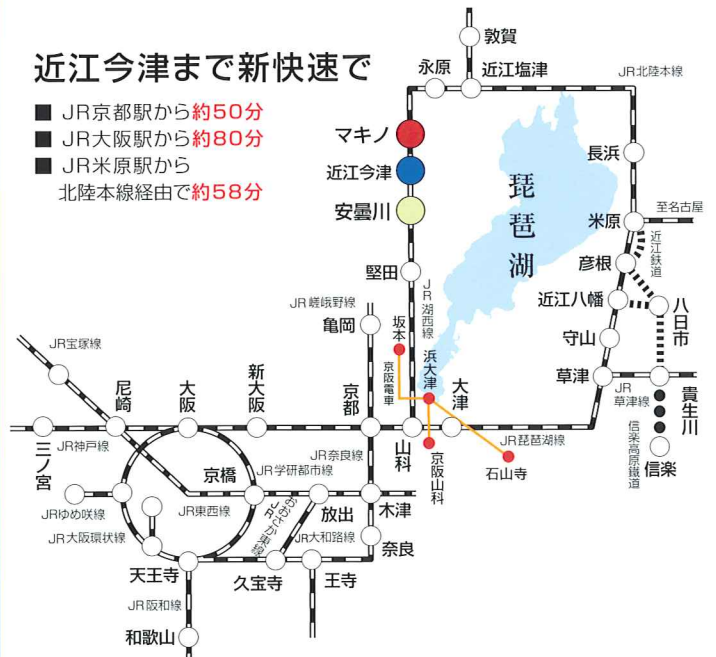 近江今津まで新快速で
■ JR京都駅から約50分
■ JR大阪駅から約80分
■ JR米原駅から
北陸本線経由で約58分
敦賀
永原
近江塩津
JR北陸本線
マキノ
近江今津
安曇川
長浜
琵琶湖
米原
至名古屋
近江鉄道
彦根
堅田
JR湖西線
近江八幡
八日市
JR嵯峨野線
亀岡
坂本
守山
JR宝塚線
京阪電車
浜大津
草津
尼崎
大阪
新大阪
京都
大津
JR草津線
貴生川
三ノ宮
JR神戸線
山科
JR琵琶湖線
信楽高原鐵道
信楽
京橋
JR学研都市線
JR奈良線
京阪山科
石山寺
JRゆめ咲線
JR東西線
放出
木津
JR大阪環状線
おおさか東線
JR
JR大和路線
奈良
天王寺
久宝寺
王寺
JR阪和線
和歌山